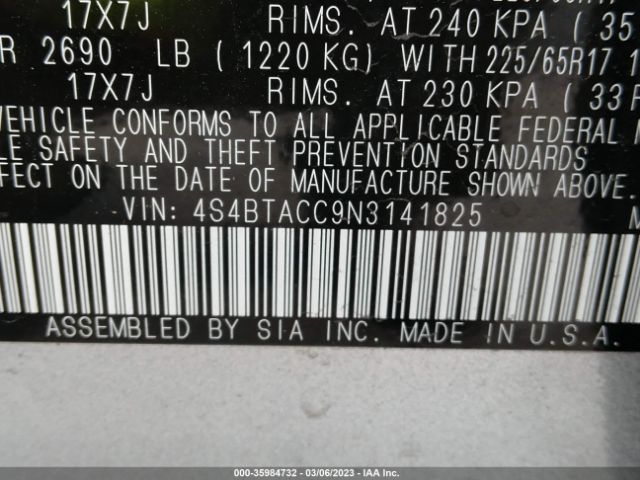 17X7J RIMS. AT 240 KPA ( 35
R 2690 LB ( 1220 KG) WITH 225/65R17 1
17X7J RIMS. AT 230 KPA ( 33
VEHICLE CONFORMS TO ALL APPLICABLE FEDERAL
SAFETY AND THEFT PREVENTION STANDARDS
ON THE DATE OF MANUFACTURE SHOWN ABOVE.
VIN: 4S4BTACC9N3141825
ASSEMBLED BY SIA INC. MADE IN U.S.A.
000-35984732 - 03/06/2023 - IAA Inc.